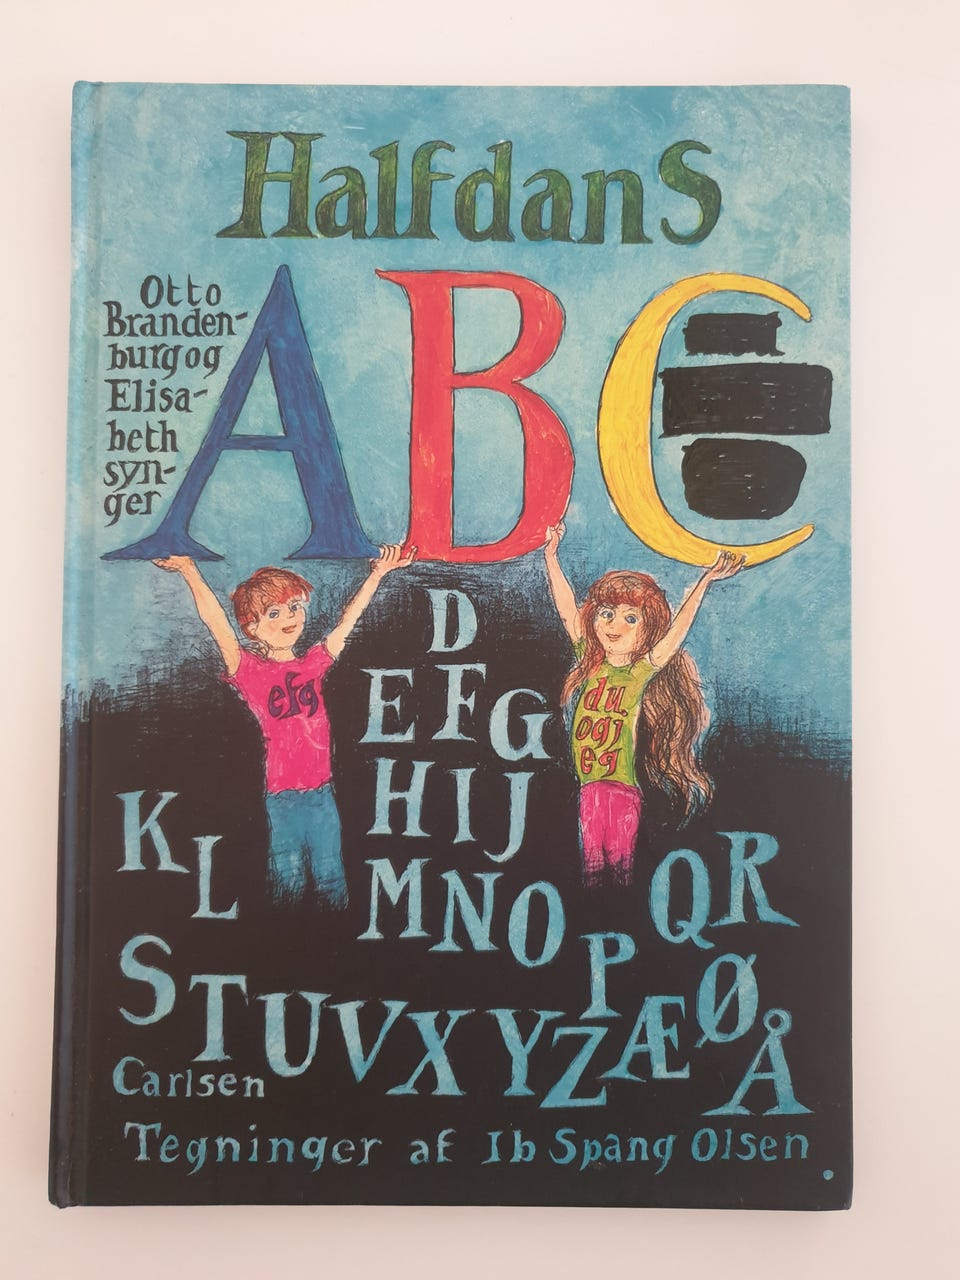 Halfdans
ABC
Otto
Branden-
burg og
Elisa-
beth
syn-
ger
efg
du
og j
eg
D
EFG
HIJ
KL
MNO
P
QR
STUVXYZÆØÅ
Carlsen
Tegninger af Ib Spang Olsen.